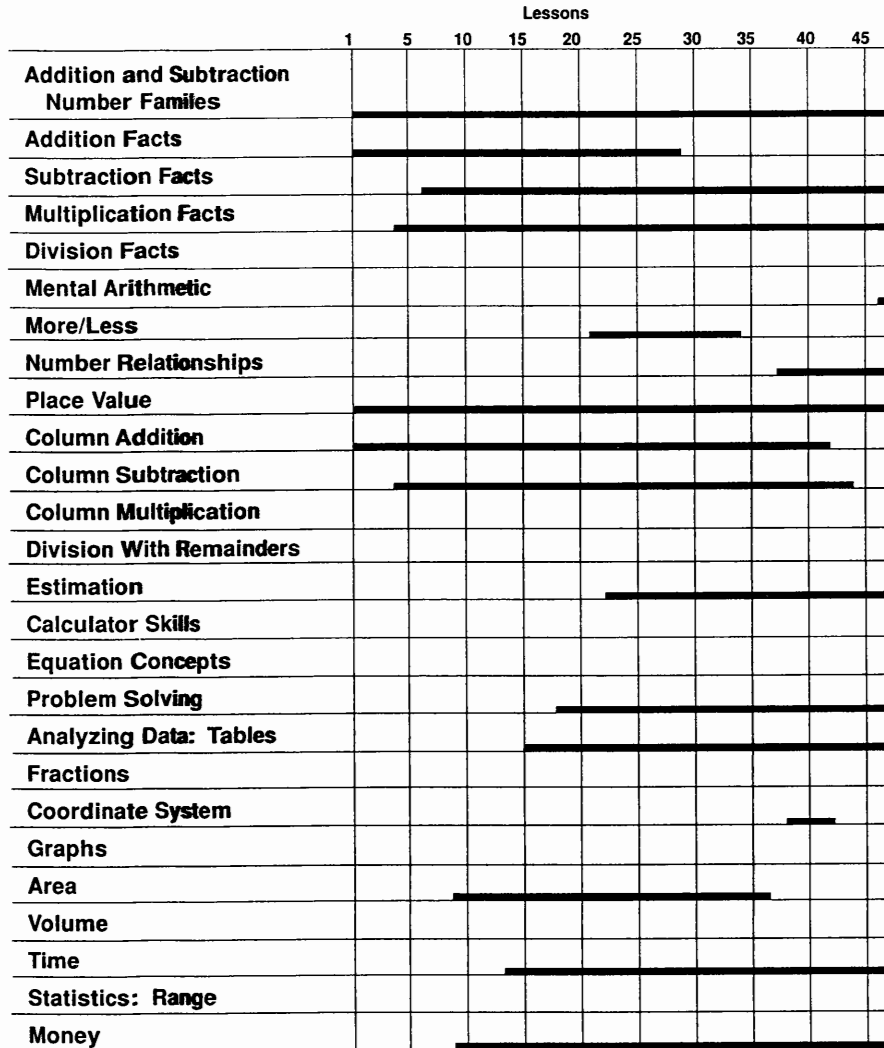 Lessons
1 5 10 15 20 25 30 35 40 45
Addition and Subtraction
Number Familes
Addition Facts
Subtraction Facts
Multiplication Facts
Division Facts
Mental Arithmetic
More/Less
Number Relationships
Place Value
Column Addition
Column Subtraction
Column Multiplication
Division With Remainders
Estimation
Calculator Skills
Equation Concepts
Problem Solving
Analyzing Data: Tables
Fractions
Coordinate System
Graphs
Area
Volume
Time
Statistics: Range
Money